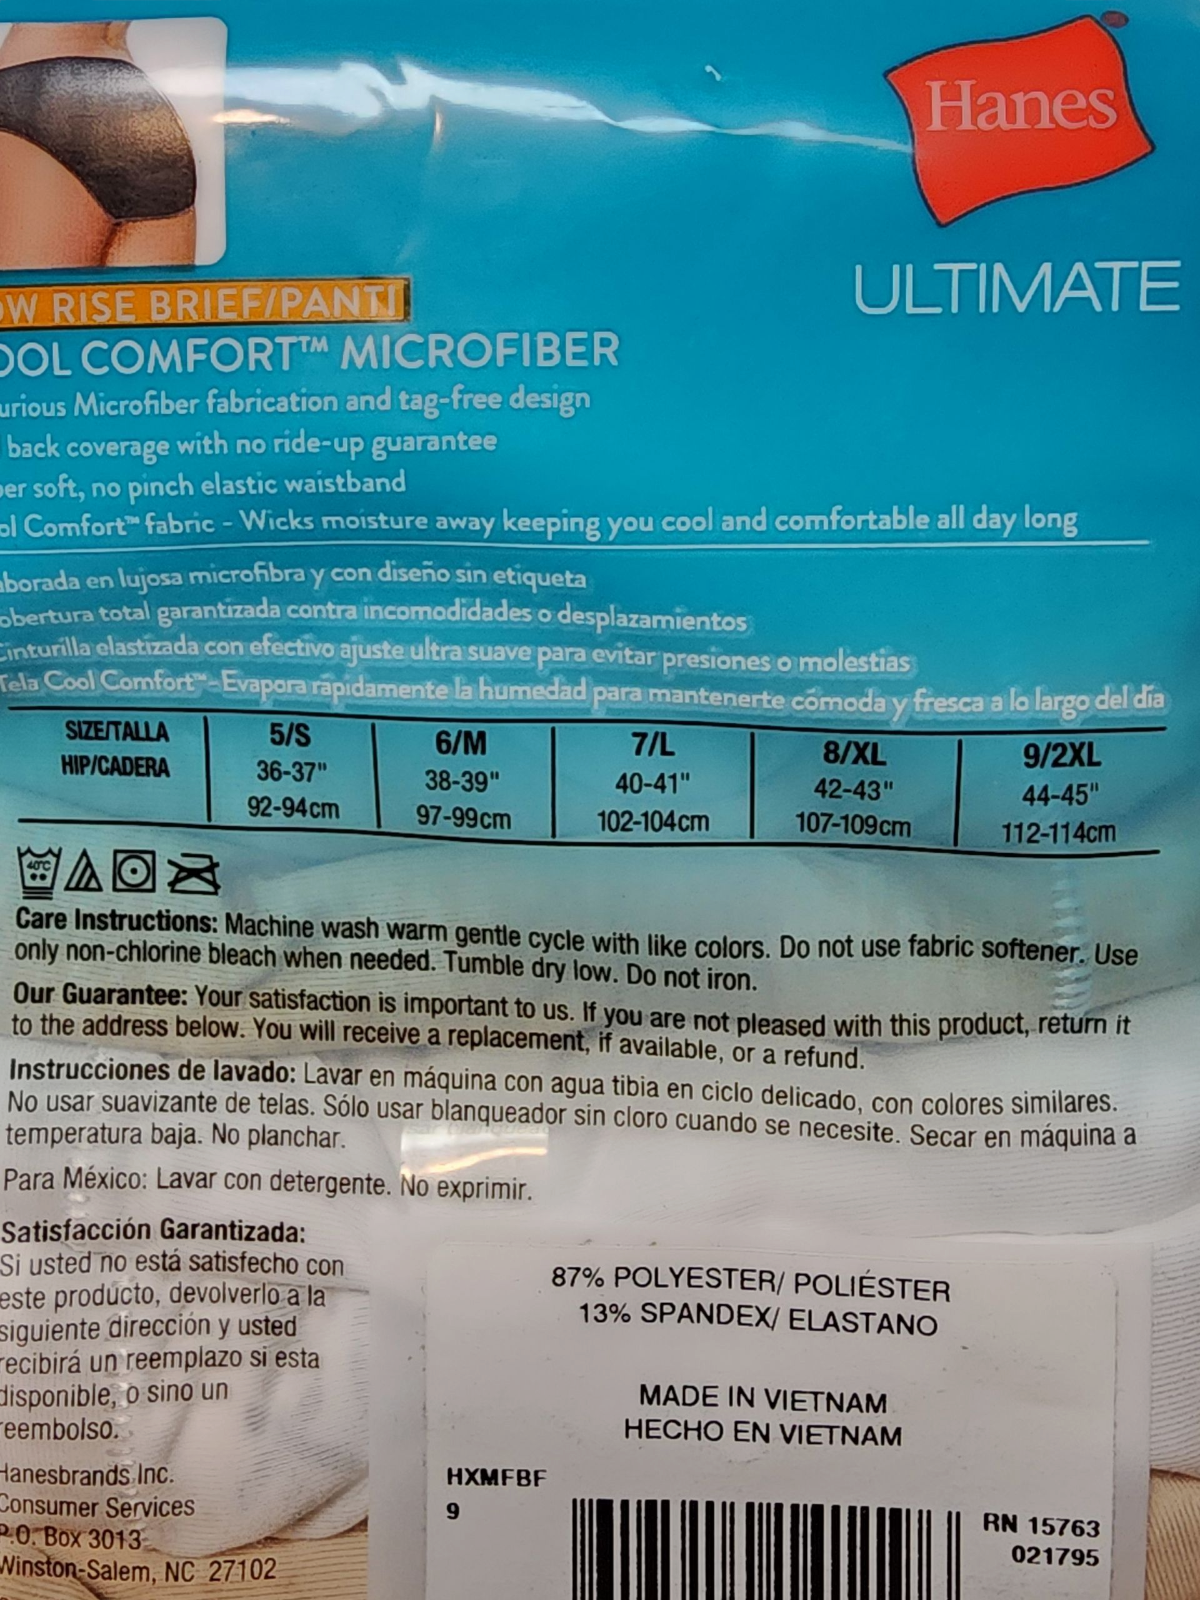 Hanes
ULTIMATE
RISE BRIEF/PANTI
COMFORT™ MICROFIBER
Microfiber fabrication and tag-free design
back coverage with no ride-up guarantee
soft, no pinch elastic waistband
Comfort™ fabric - Wicks moisture away keeping you cool and comfortable all day long
en lujosa microfibra y con diseño sin etiqueta
total garantizada contra incomodidades o desplazamientos
Cinturilla elastizada con efectivo ajuste ultra suave para evitar presiones o molestias
Tela Cool Comfort™ - Evapora rápidamente la humedad para mantenerte cómoda y fresca a lo largo del día
SIZE/TALLA 5/S 6/M 7/L 8/XL 9/2XL
HIP/CADERA 36-37" 38-39" 40-41" 42-43" 44-45"
92-94cm 97-99cm 102-104cm 107-109cm 112-114cm
40°C
Care Instructions: Machine wash warm gentle cycle with like colors. Do not use fabric softener. Use
only non-chlorine bleach when needed. Tumble dry low. Do not iron.
Our Guarantee: Your satisfaction is important to us. If you are not pleased with this product, return it
to the address below. You will receive a replacement, if available, or a refund.
Instrucciones de lavado: Lavar en máquina con agua tibia en ciclo delicado, con colores similares.
No usar suavizante de telas. Sólo usar blanqueador sin cloro cuando se necesite. Secar en máquina a
temperatura baja. No planchar.
Para México: Lavar con detergente. No exprimir.
Satisfacción Garantizada:
Si usted no está satisfecho con
este producto, devolverlo a la
siguiente dirección y usted
recibirá un reemplazo si esta
disponible, o sino un
reembolso.
Hanesbrands Inc.
Consumer Services
P.O. Box 3013
Winston-Salem, NC 27102
87% POLYESTER/ POLIÉSTER
13% SPANDEX/ ELASTANO
MADE IN VIETNAM
HECHO EN VIETNAM
HXMFBF
9
RN 15763
021795